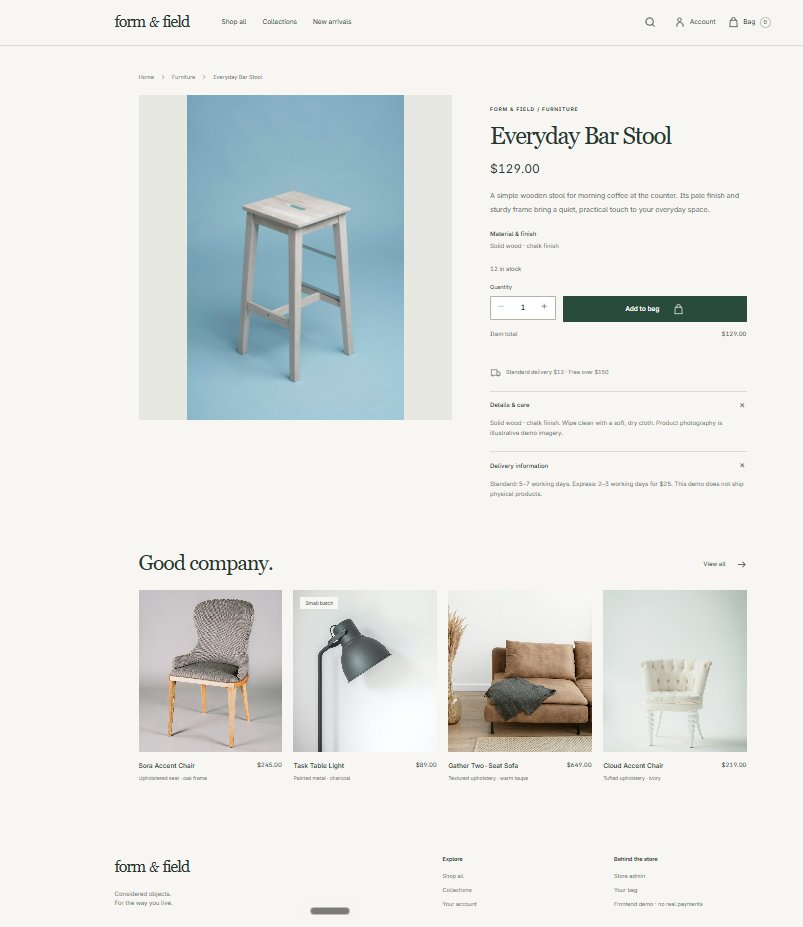 form & field
Shop all
Collections
New arrivals
Account
Bag 0
Home > Furniture > Everyday Bar Stool
FORM & FIELD / FURNITURE
Everyday Bar Stool
$129.00
A simple wooden stool for morning coffee at the counter. Its pale finish and
sturdy frame bring a quiet, practical touch to your everyday space.
Material & finish
Solid wood · chalk finish
12 in stock
Quantity
− 1 +
Add to bag
Item total $129.00
Standard delivery $12 · Free over $150
Details & care ×
Solid wood · chalk finish. Wipe clean with a soft, dry cloth. Product photography is
illustrative demo imagery.
Delivery information ×
Standard: 5–7 working days. Express: 2–3 working days for $25. This demo does not ship
physical products.
Good company.
View all →
Small batch
Sora Accent Chair $245.00
Upholstered seat · oak frame
Task Table Light $89.00
Painted metal · charcoal
Gather Two-Seat Sofa $649.00
Textured upholstery · warm taupe
Cloud Accent Chair $219.00
Tufted upholstery · ivory
form & field
Considered objects.
For the way you live.
Explore
Shop all
Collections
Your account
Behind the store
Store admin
Your bag
Frontend demo · no real payments